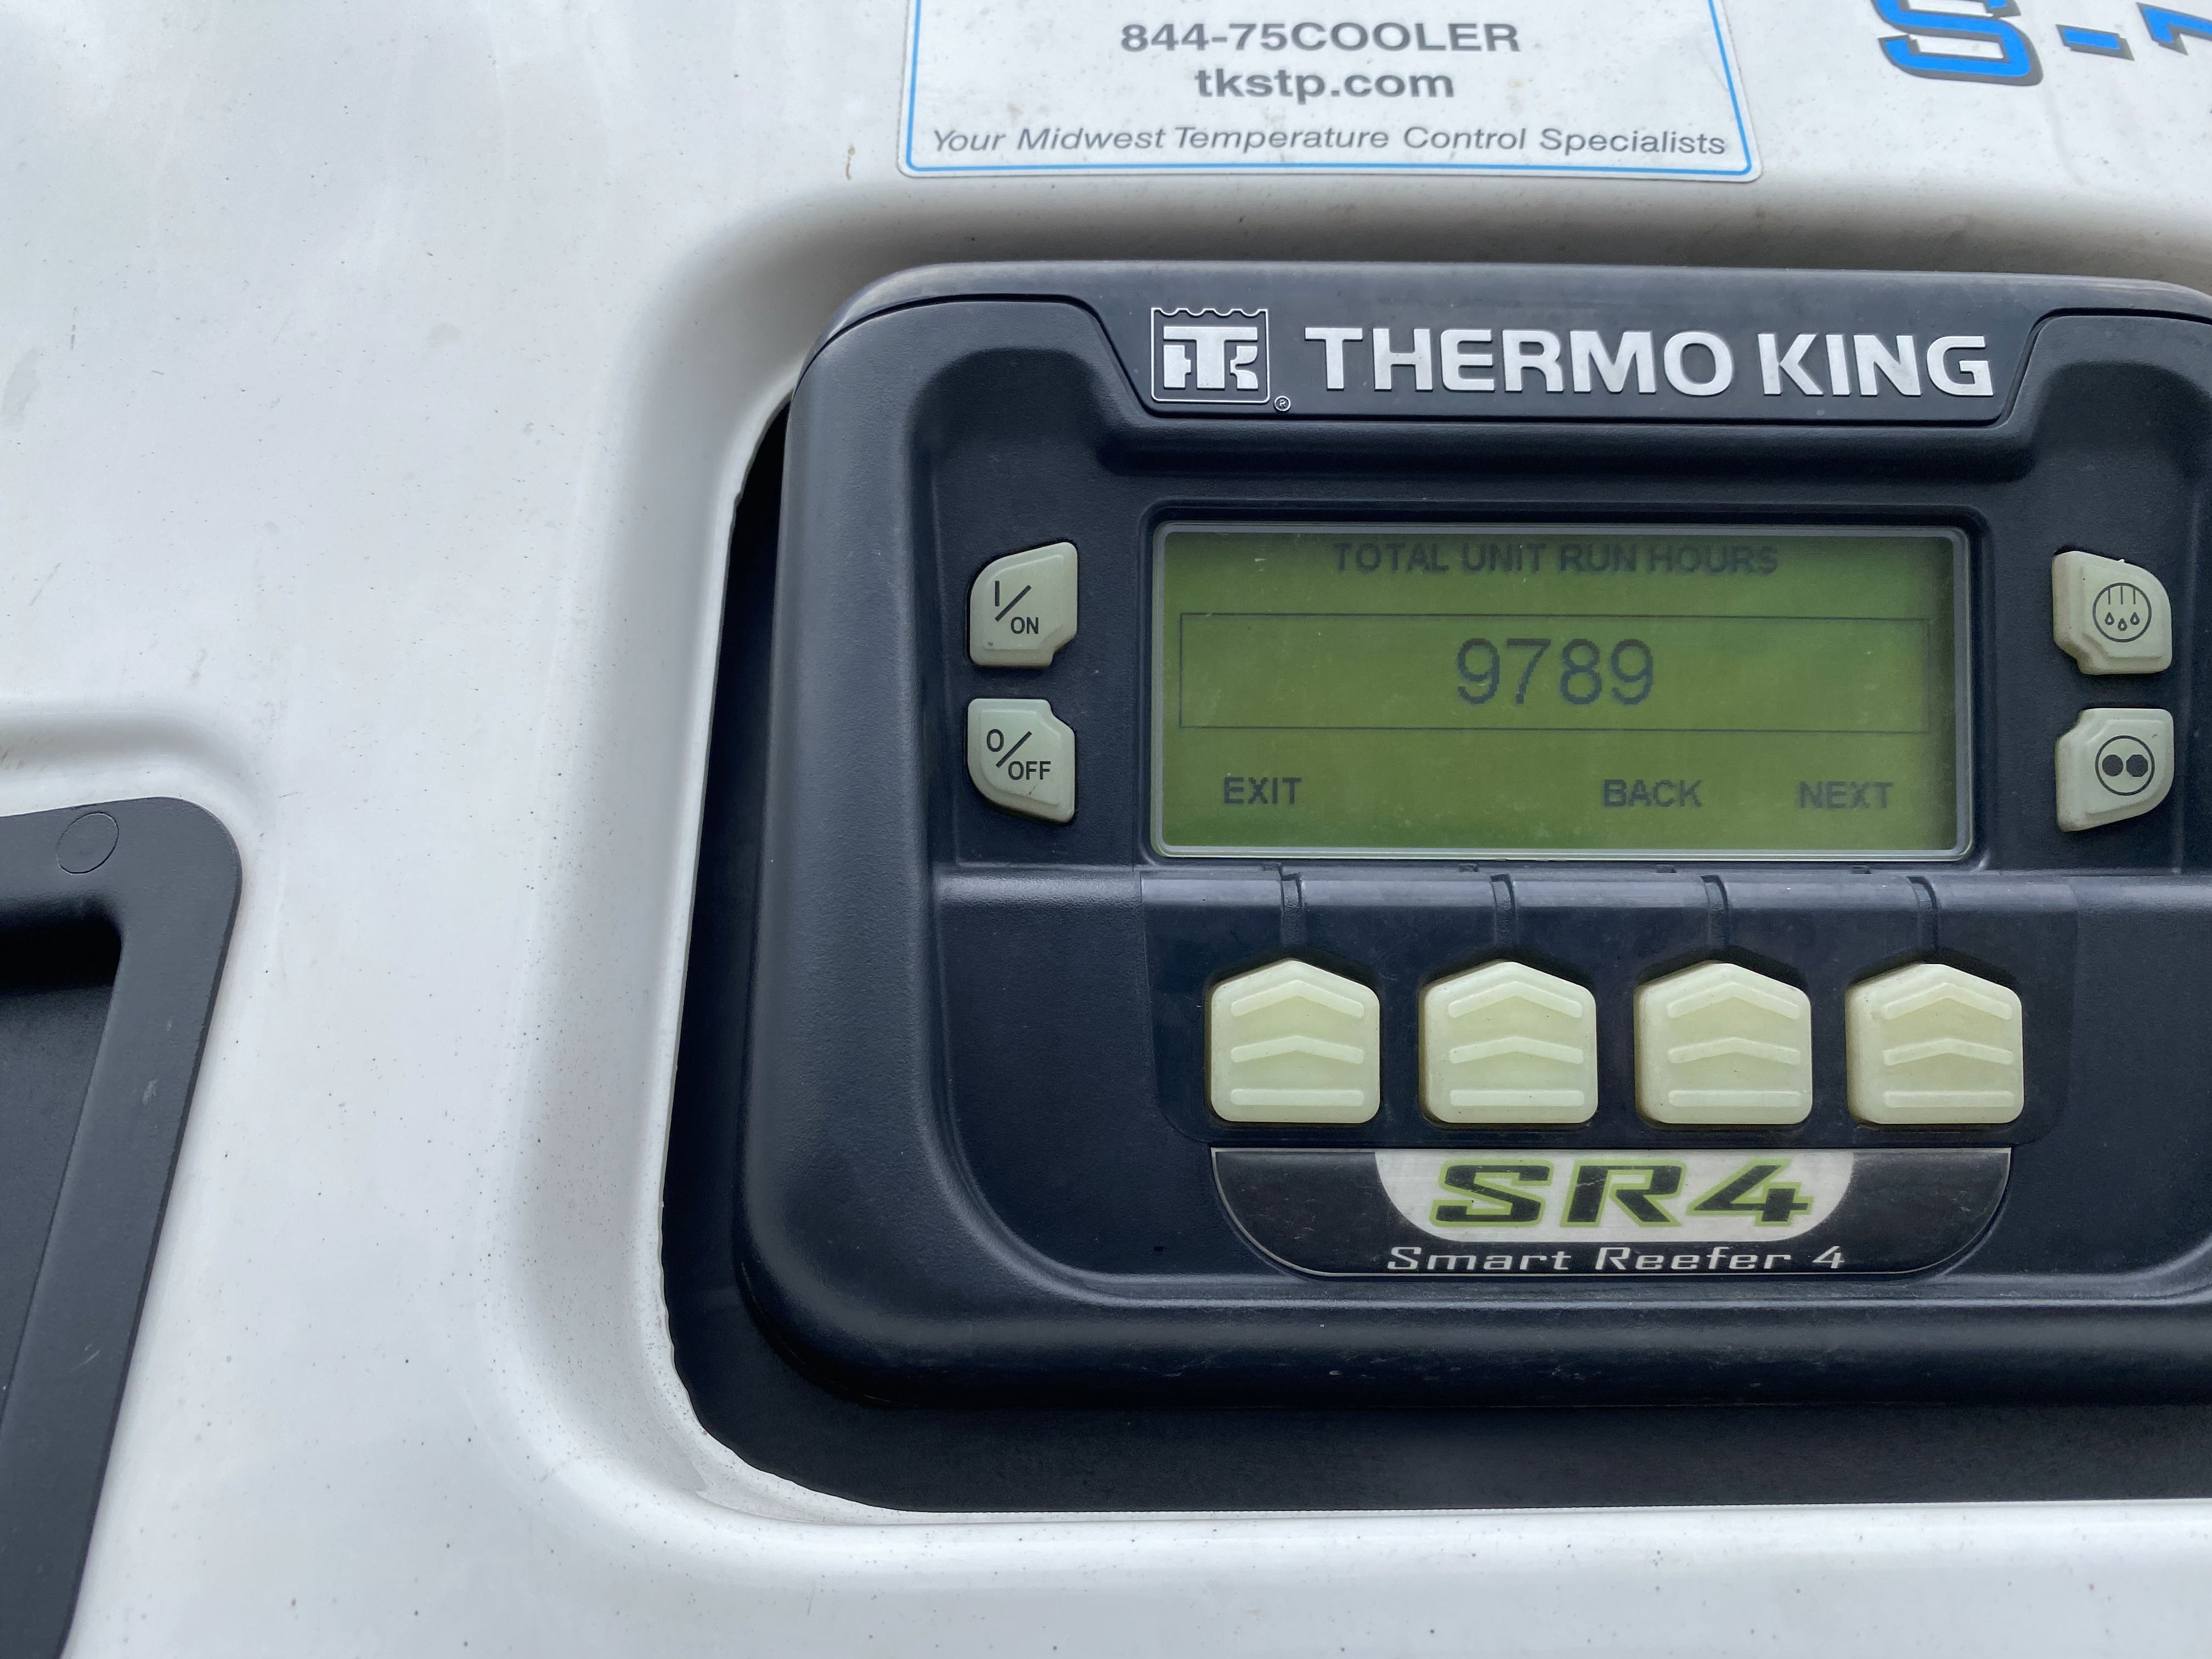 844-75COOLER
tkstp.com
Your Midwest Temperature Control Specialists
S-
THERMO KING
®
TOTAL UNIT RUN HOURS
I/ON
9789
O/OFF
EXIT BACK NEXT
SR4
Smart Reefer 4